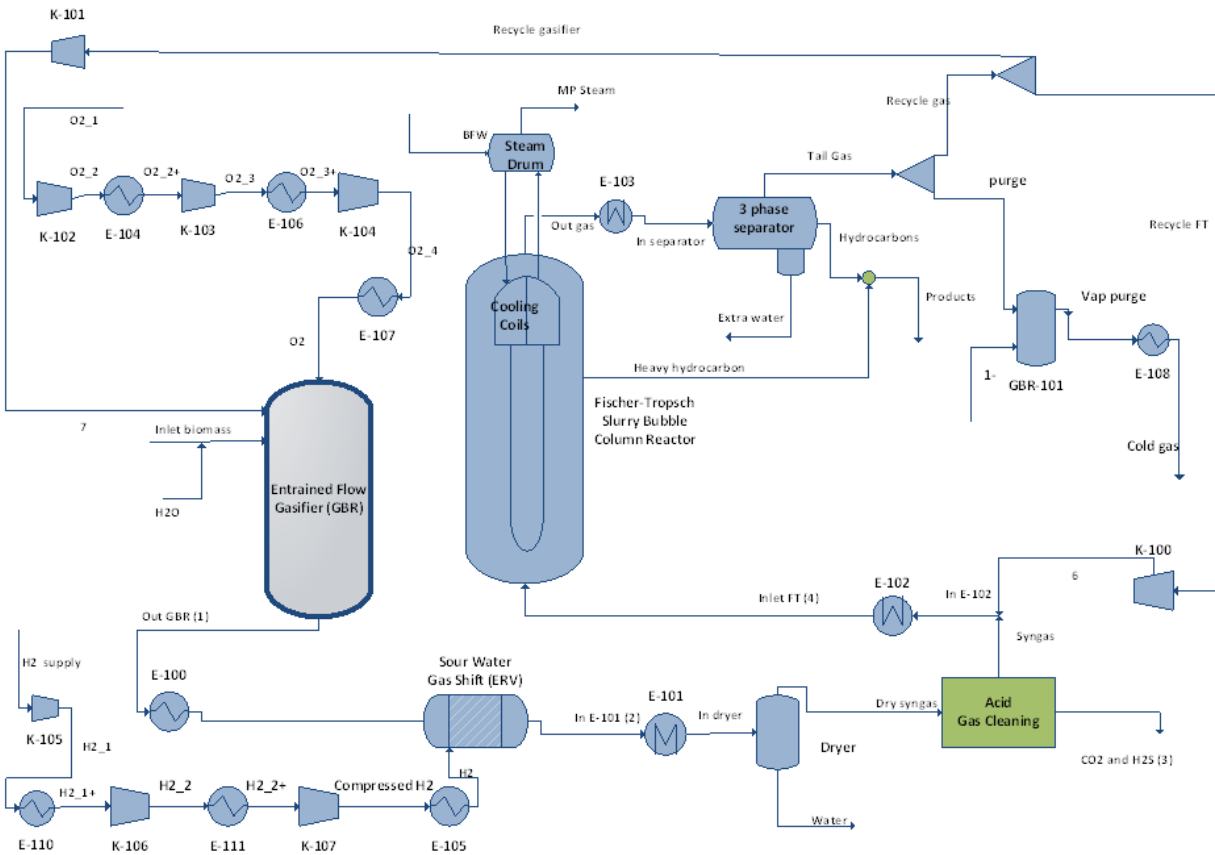 K-101
Recycle gasifier
MP Steam
Recycle gas
O2_1
BFW
Steam
Drum
Tail Gas
E-103
purge
O2_2
O2_2+
O2_3
O2_3+
3 phase
separator
Recycle FT
Out gas
In separator
Hydrocarbons
K-102
E-104
K-103
E-106
K-104
O2_4
Cooling
Coils
Products
Vap purge
Extra water
E-107
O2
Heavy hydrocarbon
1-
GBR-101
E-108
Fischer-Tropsch
Slurry Bubble
Column Reactor
7
Inlet biomass
Cold gas
Entrained Flow
Gasifier (GBR)
H2O
K-100
6
E-102
In E-102
Inlet FT (4)
Out GBR (1)
Syngas
H2 supply
E-100
Sour Water
Gas Shift (ERV)
E-101
Dry syngas
Acid
Gas Cleaning
In E-101 (2)
In dryer
K-105
H2_1
Dryer
CO2 and H2S (3)
H2_1+
H2_2
H2_2+
Compressed H2
H2
Water
E-110
K-106
E-111
K-107
E-105